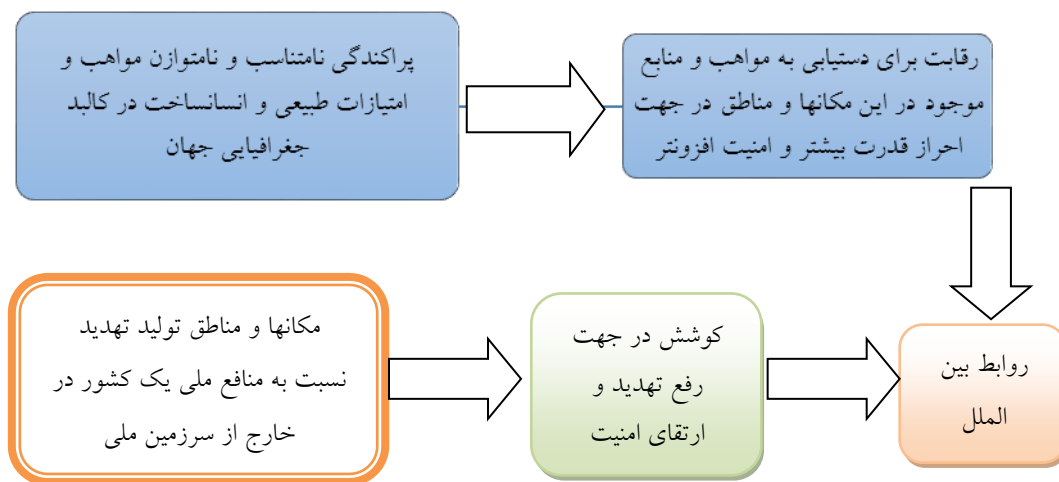 پراکندگی نامتناسب و نامتوازن مواهب و
امتیازات طبیعی و انسانساخت در کالبد
جغرافیایی جهان
رقابت برای دستیابی به مواهب و منابع
موجود در این مکانها و مناطق در جهت
احراز قدرت بیشتر و امنیت افزونتر
مکانها و مناطق تولید تهدید
نسبت به منافع ملی یک کشور در
خارج از سرزمین ملی
کوشش در جهت
رفع تهدید و
ارتقای امنیت
روابط بین
الملل